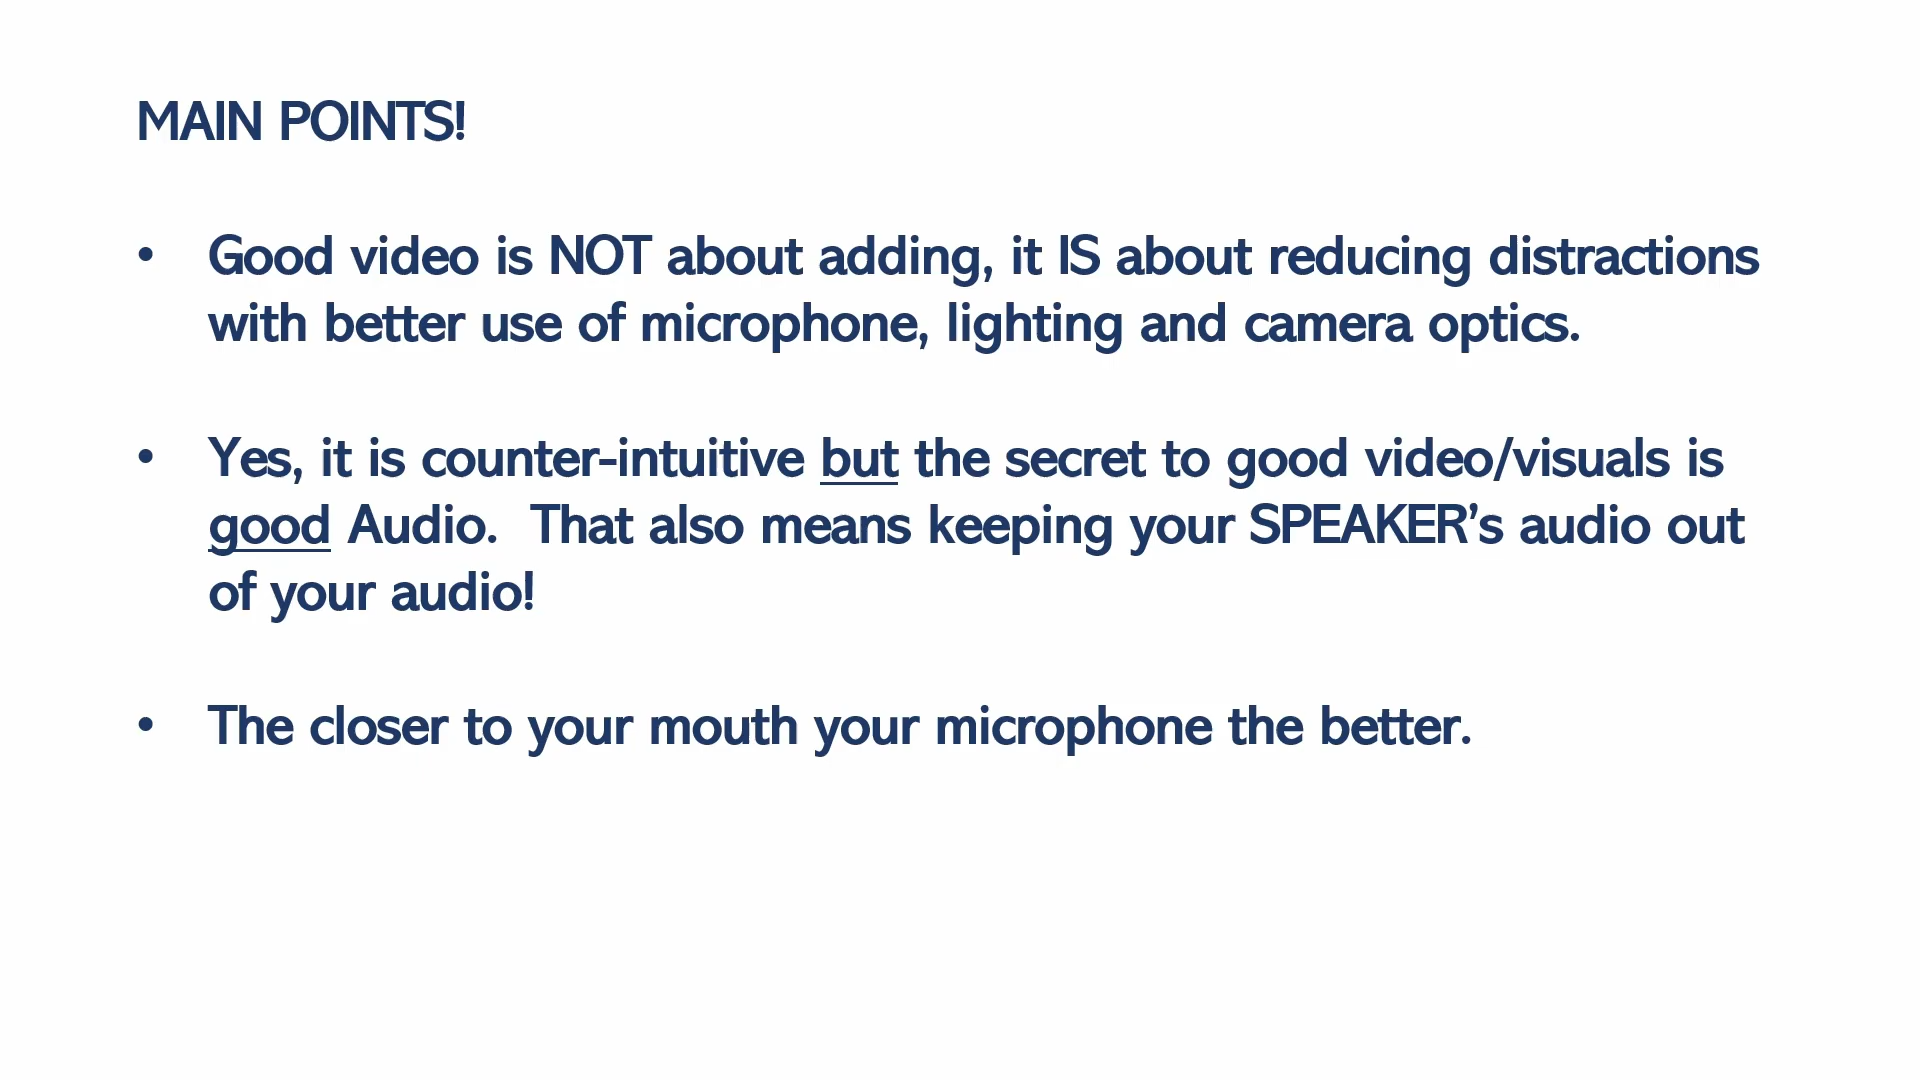 MAIN POINTS!
• Good video is NOT about adding, it IS about reducing distractions
with better use of microphone, lighting and camera optics.
• Yes, it is counter-intuitive but the secret to good video/visuals is
good Audio.  That also means keeping your SPEAKER’s audio out
of your audio!
• The closer to your mouth your microphone the better.